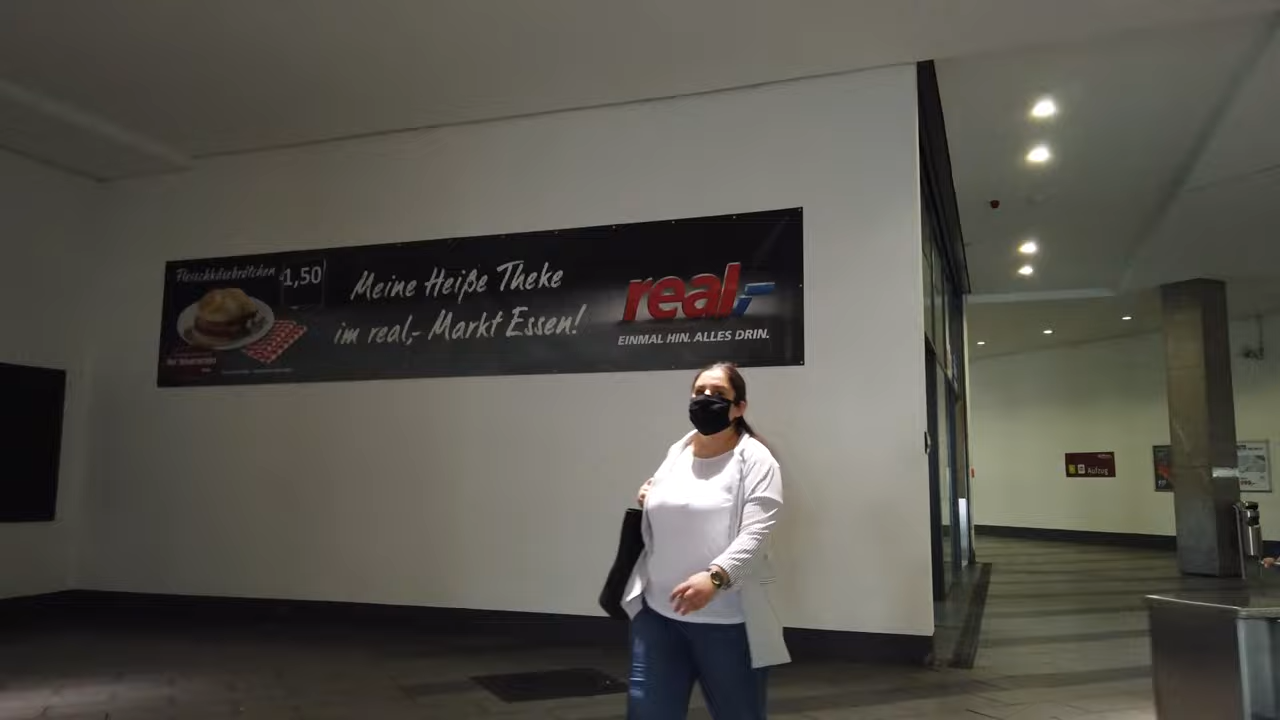 Fleischkäsebrötchen
1,50
Meine Heiße Theke
im real,- Markt Essen!
real,-
EINMAL HIN. ALLES DRIN.
Aufzug